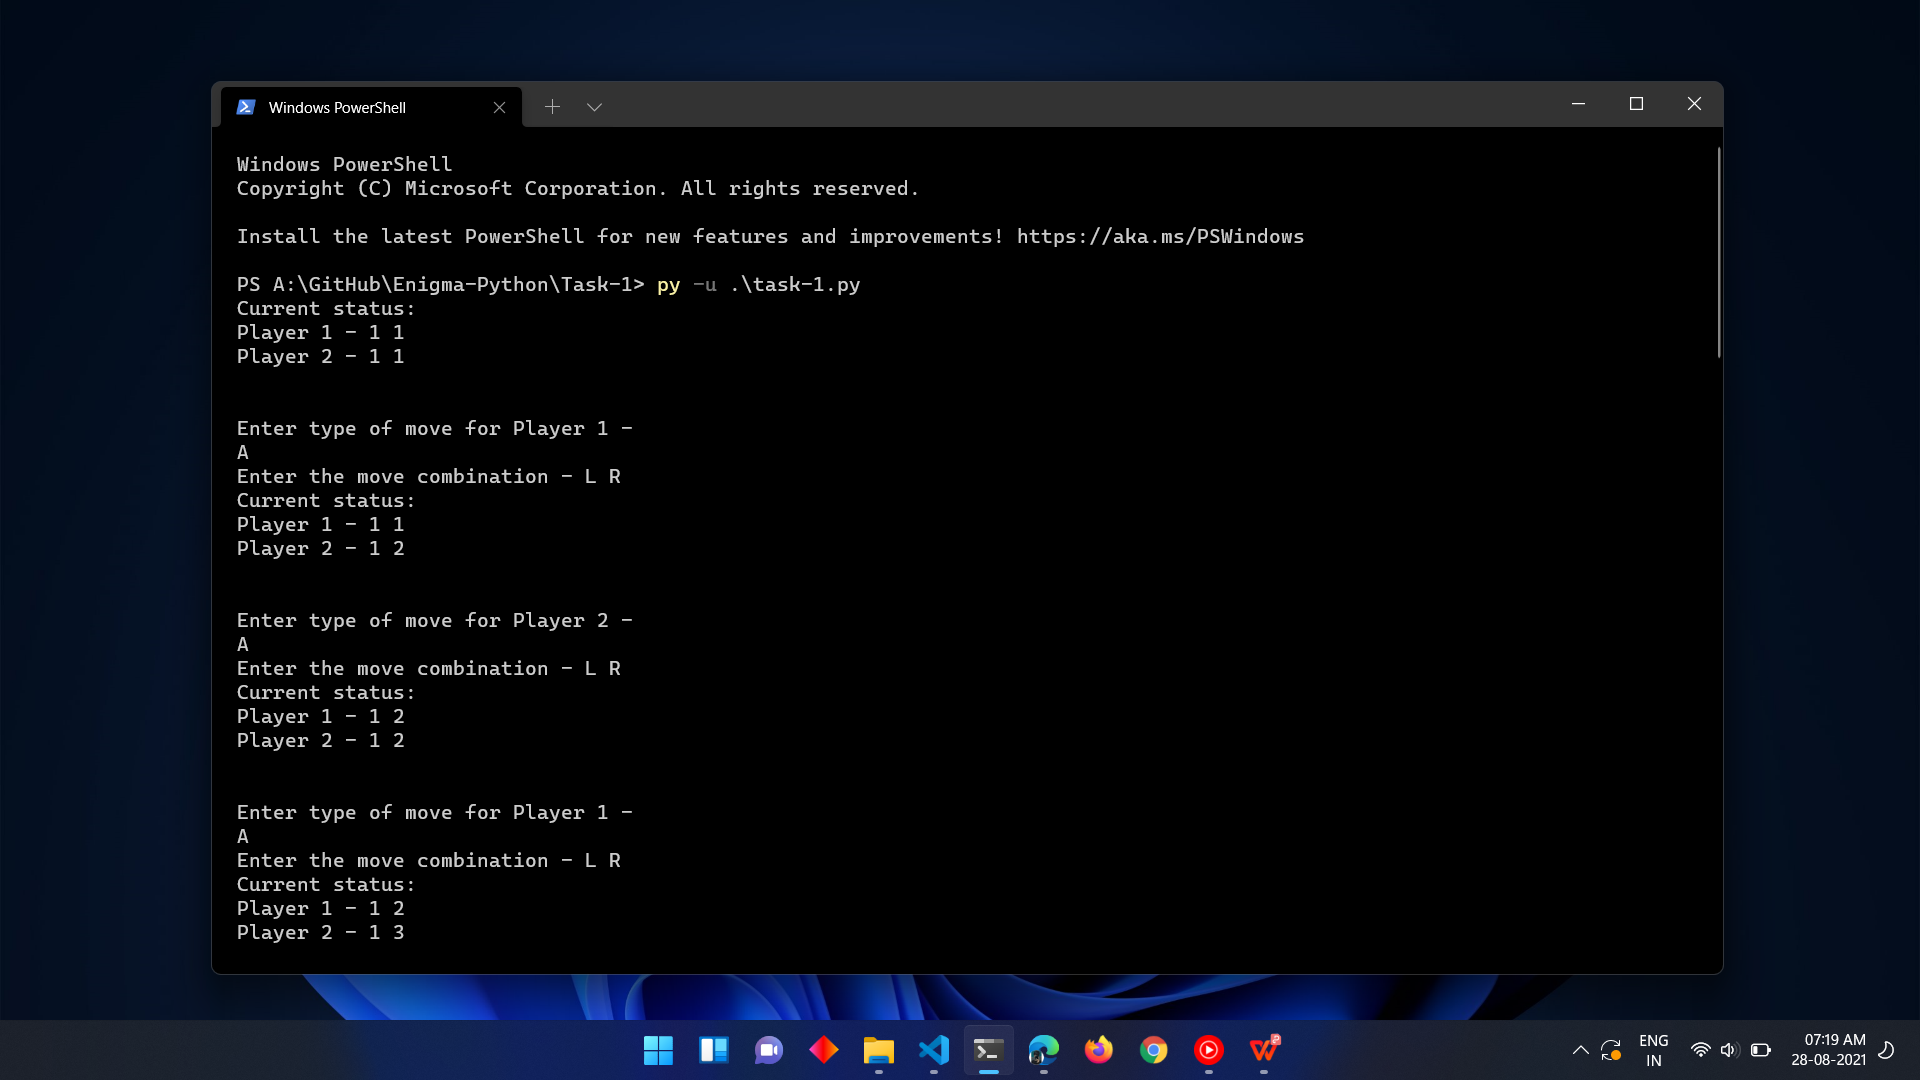 Windows PowerShell
Windows PowerShell
Copyright (C) Microsoft Corporation. All rights reserved.
Install the latest PowerShell for new features and improvements! https://aka.ms/PSWindows
PS A:\GitHub\Enigma-Python\Task-1> py -u .\task-1.py
Current status:
Player 1 - 1 1
Player 2 - 1 1
Enter type of move for Player 1 -
A
Enter the move combination - L R
Current status:
Player 1 - 1 1
Player 2 - 1 2
Enter type of move for Player 2 -
A
Enter the move combination - L R
Current status:
Player 1 - 1 2
Player 2 - 1 2
Enter type of move for Player 1 -
A
Enter the move combination - L R
Current status:
Player 1 - 1 2
Player 2 - 1 3
ENG
IN
07:19 AM
28-08-2021